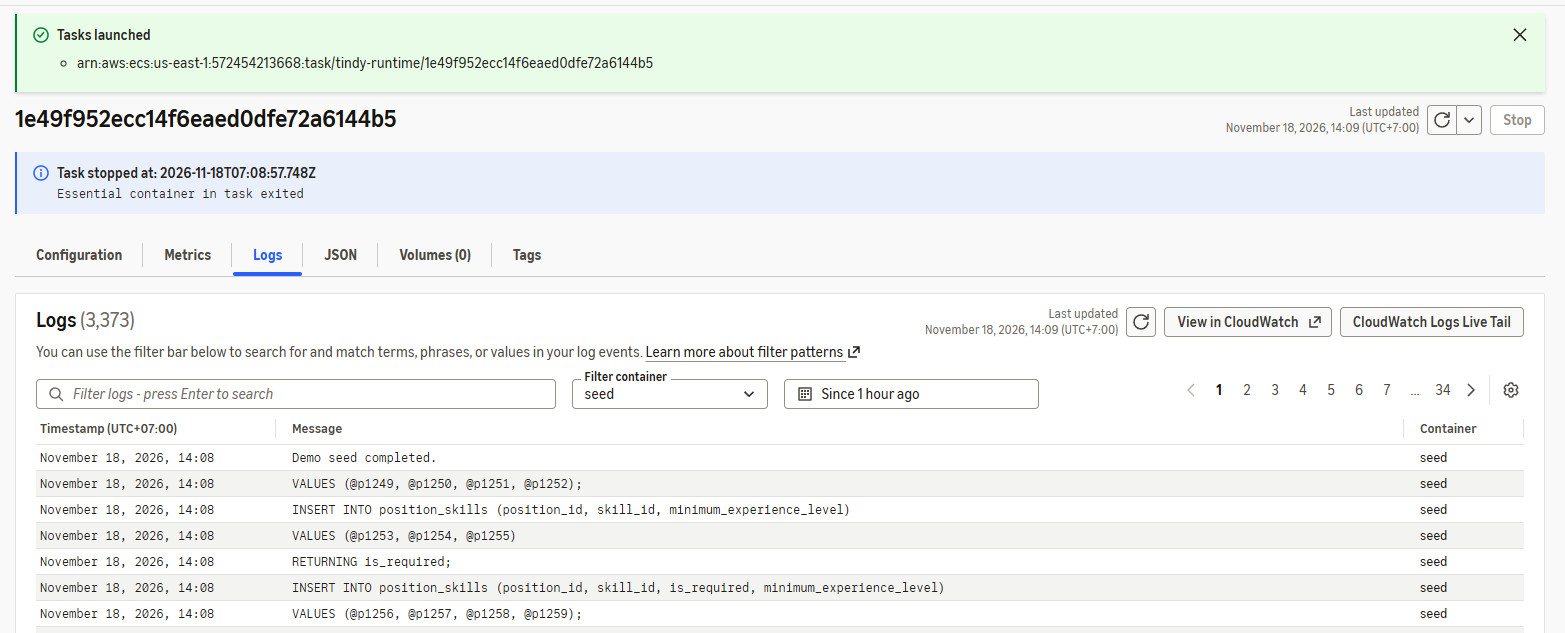 Tasks launched
arn:aws:ecs:us-east-1:572454213668:task/tindy-runtime/1e49f952ecc14f6eaed0dfe72a6144b5
1e49f952ecc14f6eaed0dfe72a6144b5
Last updated
November 18, 2026, 14:09 (UTC+7:00)
Stop
Task stopped at: 2026-11-18T07:08:57.748Z
Essential container in task exited
Configuration
Metrics
Logs
JSON
Volumes (0)
Tags
Logs (3,373)
Last updated
November 18, 2026, 14:09 (UTC+7:00)
View in CloudWatch
CloudWatch Logs Live Tail
You can use the filter bar below to search for and match terms, phrases, or values in your log events. Learn more about filter patterns
Filter logs - press Enter to search
Filter container
seed
Since 1 hour ago
1 2 3 4 5 6 7 ... 34
Timestamp (UTC+07:00) Message Container
November 18, 2026, 14:08 Demo seed completed. seed
November 18, 2026, 14:08 VALUES (@p1249, @p1250, @p1251, @p1252); seed
November 18, 2026, 14:08 INSERT INTO position_skills (position_id, skill_id, minimum_experience_level) seed
November 18, 2026, 14:08 VALUES (@p1253, @p1254, @p1255) seed
November 18, 2026, 14:08 RETURNING is_required; seed
November 18, 2026, 14:08 INSERT INTO position_skills (position_id, skill_id, is_required, minimum_experience_level) seed
November 18, 2026, 14:08 VALUES (@p1256, @p1257, @p1258, @p1259); seed